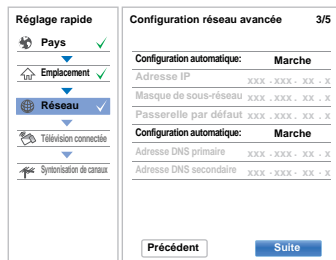 Réglage rapide
Pays
Emplacement
Réseau
Télévision connectée
Syntonisation de canaux
Configuration réseau avancée 3/5
Configuration automatique: Marche
Adresse IP xxx . xxx . xx . x
Masque de sous-réseau xxx . xxx . xx . x
Passerelle par défaut xxx . xxx . xx . x
Configuration automatique: Marche
Adresse DNS primaire xxx . xxx . xx . x
Adresse DNS secondaire xxx . xxx . xx . x
Précédent Suite